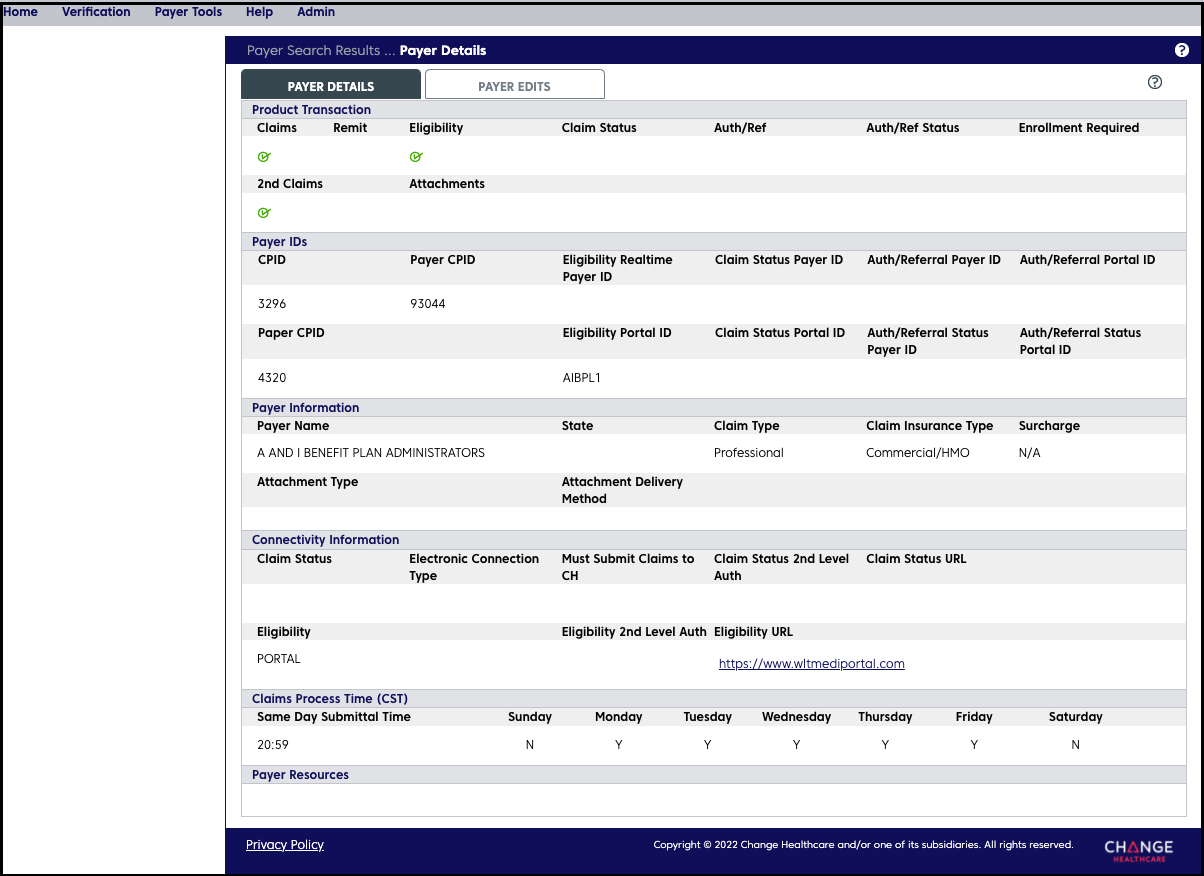 Home Verification Payer Tools Help Admin
Payer Search Results ... Payer Details ?
PAYER DETAILS PAYER EDITS ?
Product Transaction
Claims Remit Eligibility Claim Status Auth/Ref Auth/Ref Status Enrollment Required
2nd Claims Attachments
Payer IDs
CPID Payer CPID Eligibility Realtime Payer ID Claim Status Payer ID Auth/Referral Payer ID Auth/Referral Portal ID
3296 93044
Paper CPID Eligibility Portal ID Claim Status Portal ID Auth/Referral Status Payer ID Auth/Referral Status Portal ID
4320 AIBPL1
Payer Information
Payer Name State Claim Type Claim Insurance Type Surcharge
A AND I BENEFIT PLAN ADMINISTRATORS Professional Commercial/HMO N/A
Attachment Type Attachment Delivery Method
Connectivity Information
Claim Status Electronic Connection Type Must Submit Claims to CH Claim Status 2nd Level Auth Claim Status URL
Eligibility Eligibility 2nd Level Auth Eligibility URL
PORTAL https://www.wltmediportal.com
Claims Process Time (CST)
Same Day Submittal Time Sunday Monday Tuesday Wednesday Thursday Friday Saturday
20:59 N Y Y Y Y Y N
Payer Resources
Privacy Policy Copyright © 2022 Change Healthcare and/or one of its subsidiaries. All rights reserved. CHANGE
HEALTHCARE